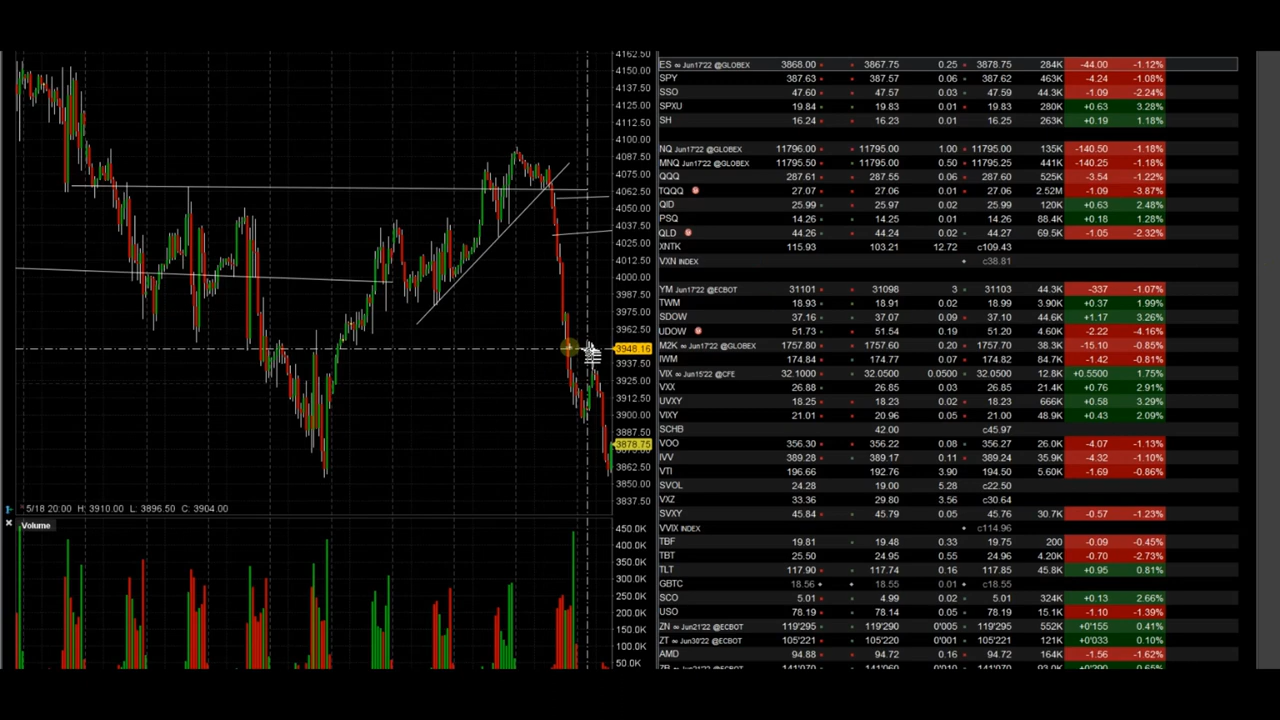 4162.50
4150.00
4137.50
4125.00
4112.50
4100.00
4087.50
4075.00
4062.50
4050.00
4037.50
4025.00
4012.50
4000.00
3987.50
3975.00
3962.50
3948.16
3937.50
3925.00
3912.50
3900.00
3887.50
3878.75
3862.50
3850.00
3837.50
5/18 20:00 H: 3910.00 L: 3896.50 C: 3904.00
Volume
450.0K
400.0K
350.0K
300.0K
250.0K
200.0K
150.0K
100.0K
50.0K
ES ∞ Jun17'22 @GLOBEX 3868.00 3867.75 0.25 3878.75 284K -44.00 -1.12%
SPY 387.63 387.57 0.06 387.62 463K -4.24 -1.08%
SSO 47.60 47.57 0.03 47.59 44.3K -1.09 -2.24%
SPXU 19.84 19.83 0.01 19.83 280K +0.63 3.28%
SH 16.24 16.23 0.01 16.25 263K +0.19 1.18%
NQ Jun17'22 @GLOBEX 11796.00 11795.00 1.00 11795.00 135K -140.50 -1.18%
MNQ Jun17'22 @GLOBEX 11795.50 11795.00 0.50 11795.25 441K -140.25 -1.18%
QQQ 287.61 287.55 0.06 287.60 525K -3.54 -1.22%
TQQQ 27.07 27.06 0.01 27.06 2.52M -1.09 -3.87%
QID 25.99 25.97 0.02 25.99 120K +0.63 2.48%
PSQ 14.26 14.25 0.01 14.26 88.4K +0.18 1.28%
QLD 44.26 44.24 0.02 44.27 69.5K -1.05 -2.32%
XNTK 115.93 103.21 12.72 c109.43
VXN INDEX c38.81
YM Jun17'22 @ECBOT 31101 31098 3 31103 44.3K -337 -1.07%
TWM 18.93 18.91 0.02 18.99 3.90K +0.37 1.99%
SDOW 37.16 37.07 0.09 37.10 44.6K +1.17 3.26%
UDOW 51.73 51.54 0.19 51.20 4.60K -2.22 -4.16%
M2K Jun17'22 @GLOBEX 1757.80 1757.60 0.20 1757.70 38.3K -15.10 -0.85%
IWM 174.84 174.77 0.07 174.82 84.7K -1.42 -0.81%
VIX Jun15'22 @CFE 32.1000 32.0500 0.0500 32.0500 12.8K +0.5500 1.75%
VXX 26.88 26.85 0.03 26.85 21.4K +0.76 2.91%
UVXY 18.25 18.23 0.02 18.23 666K +0.58 3.29%
VIXY 21.01 20.96 0.05 21.00 48.9K +0.43 2.09%
SCHB 42.00 c45.97
VOO 356.30 356.22 0.08 356.27 26.0K -4.07 -1.13%
IVV 389.28 389.17 0.11 389.24 35.9K -4.32 -1.10%
VTI 196.66 192.76 3.90 194.50 5.60K -1.69 -0.86%
SVOL 24.28 19.00 5.28 c22.50
VXZ 33.36 29.80 3.56 c30.64
SVXY 45.84 45.79 0.05 45.76 30.7K -0.57 -1.23%
VVIX INDEX c114.96
TBF 19.81 19.48 0.33 19.75 200 -0.09 -0.45%
TBT 25.50 24.95 0.55 24.96 4.20K -0.70 -2.73%
TLT 117.90 117.74 0.16 117.85 45.8K +0.95 0.81%
GBTC 18.56 18.55 0.01 c18.55
SCO 5.01 4.99 0.02 5.01 324K +0.13 2.66%
USO 78.19 78.14 0.05 78.19 15.1K -1.10 -1.39%
ZN ∞ Jun21'22 @ECBOT 119'295 119'290 0'005 119'295 552K +0'155 0.41%
ZT ∞ Jun30'22 @ECBOT 105'221 105'220 0'001 105'221 121K +0'033 0.10%
AMD 94.88 94.72 0.16 94.72 164K -1.56 -1.62%